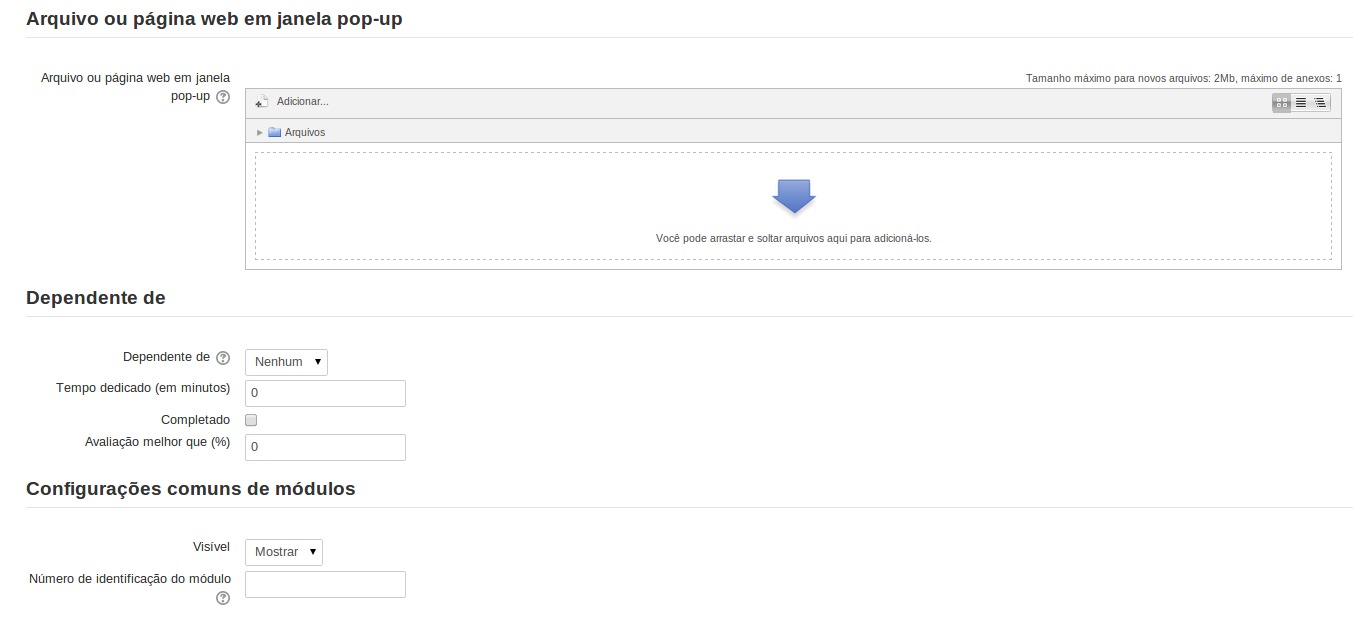 Arquivo ou página web em janela pop-up
Arquivo ou página web em janela
pop-up
Tamanho máximo para novos arquivos: 2Mb, máximo de anexos: 1
Adicionar...
Arquivos
Você pode arrastar e soltar arquivos aqui para adicioná-los.
Dependente de
Dependente de
Nenhum
Tempo dedicado (em minutos)
0
Completado
Avaliação melhor que (%)
0
Configurações comuns de módulos
Visível
Mostrar
Número de identificação do módulo